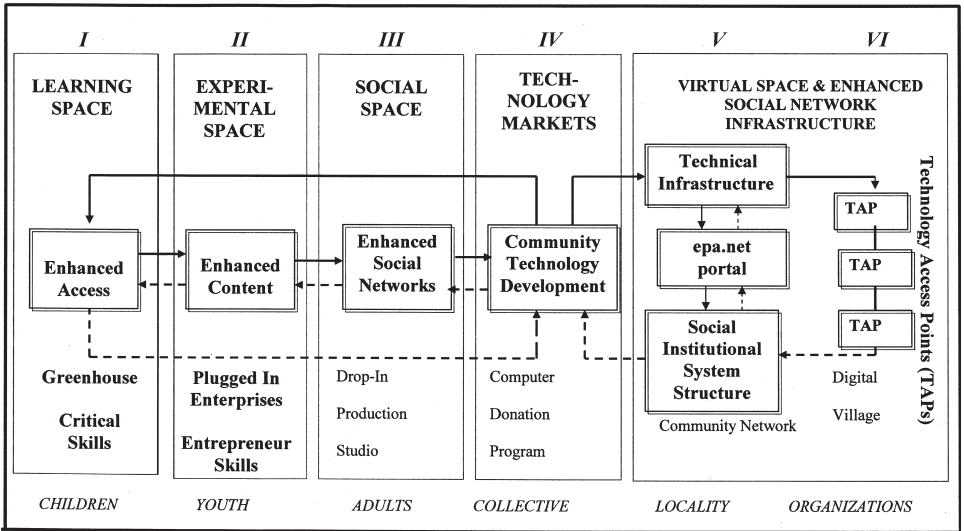 I
II
III
IV
V
VI
LEARNING
SPACE
EXPERI-
MENTAL
SPACE
SOCIAL
SPACE
TECH-
NOLOGY
MARKETS
VIRTUAL SPACE & ENHANCED
SOCIAL NETWORK
INFRASTRUCTURE
Enhanced
Access
Enhanced
Content
Enhanced
Social
Networks
Community
Technology
Development
Technical
Infrastructure
epa.net
portal
Social
Institutional
System
Structure
TAP
TAP
TAP
Technology Access Points (TAPs)
Greenhouse
Critical
Skills
Plugged In
Enterprises
Entrepreneur
Skills
Drop-In
Production
Studio
Computer
Donation
Program
Community Network
Digital
Village
CHILDREN
YOUTH
ADULTS
COLLECTIVE
LOCALITY
ORGANIZATIONS